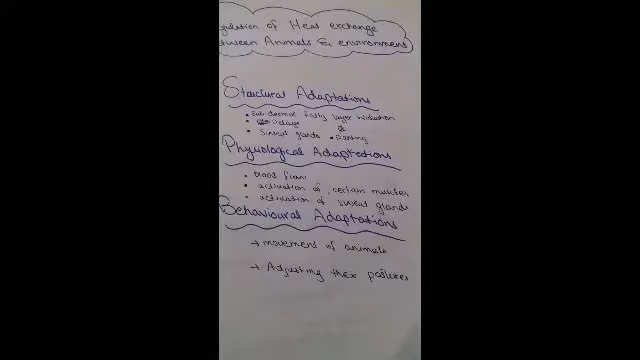 gulation of Heat exchange
tween Animals & environment
Structural Adaptations
• Sub-dermal fatty layer insulation
• 
• Sweat glands & Panting
Physiological Adaptations
• blood flow
• activation of certain muscles
• activation of sweat glands
Behavioural Adaptations
→ movement of animals
→ Adjusting their postures